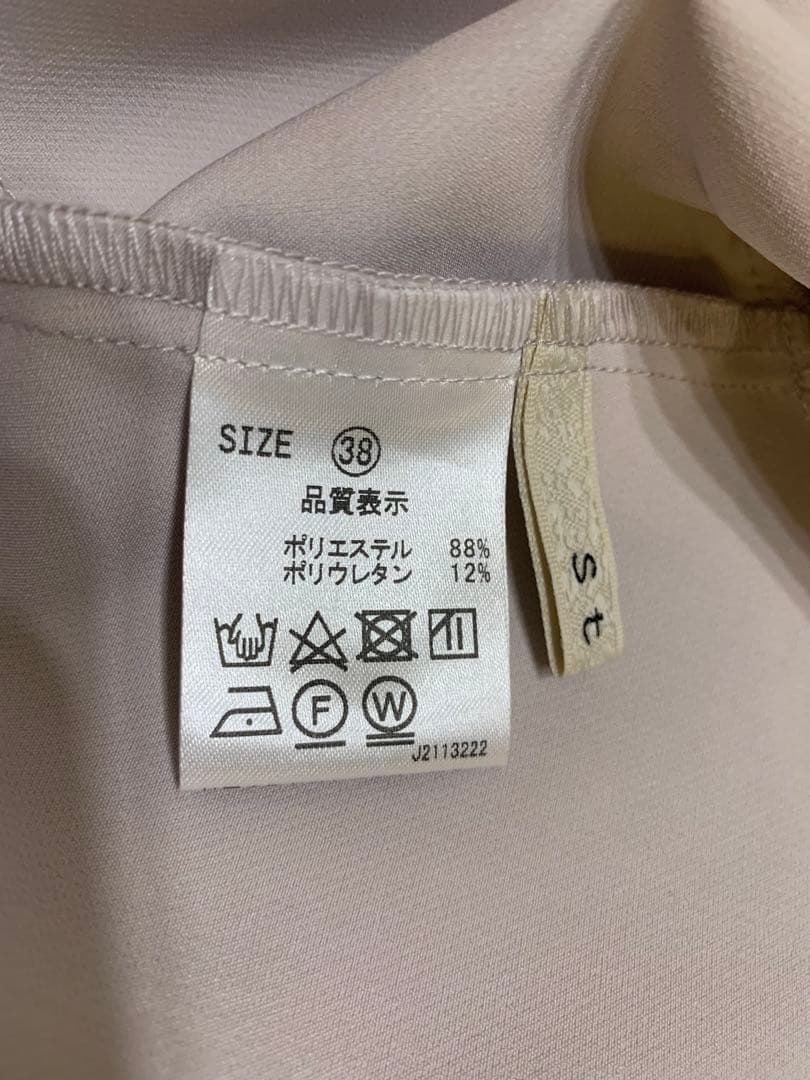 SIZE 38
品質表示
ポリエステル 88%
ポリウレタン 12%
F W
J2113222
st